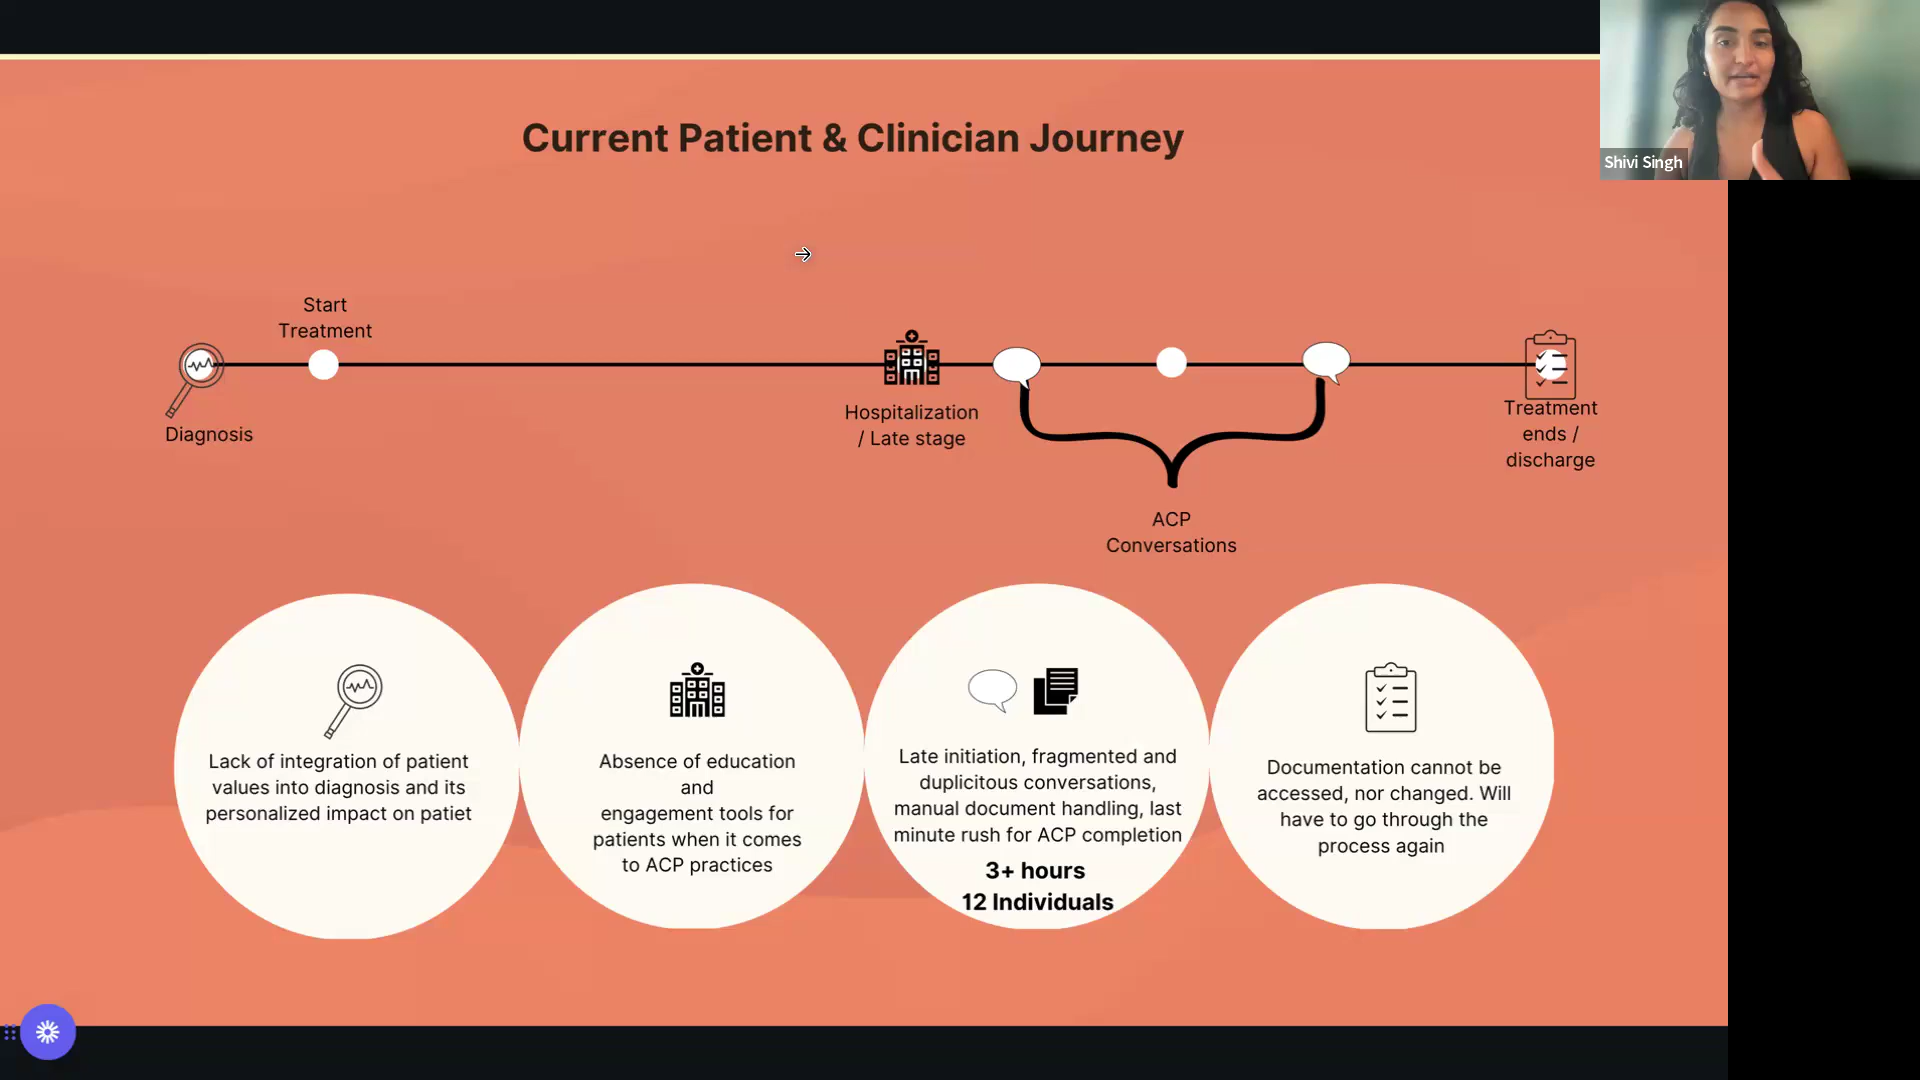 Current Patient & Clinician Journey
Shivi Singh
Start
Treatment
Diagnosis
Hospitalization
/ Late stage
ACP
Conversations
Treatment
ends /
discharge
Lack of integration of patient
values into diagnosis and its
personalized impact on patiet
Absence of education
and
engagement tools for
patients when it comes
to ACP practices
Late initiation, fragmented and
duplicitous conversations,
manual document handling, last
minute rush for ACP completion
3+ hours
12 Individuals
Documentation cannot be
accessed, nor changed. Will
have to go through the
process again